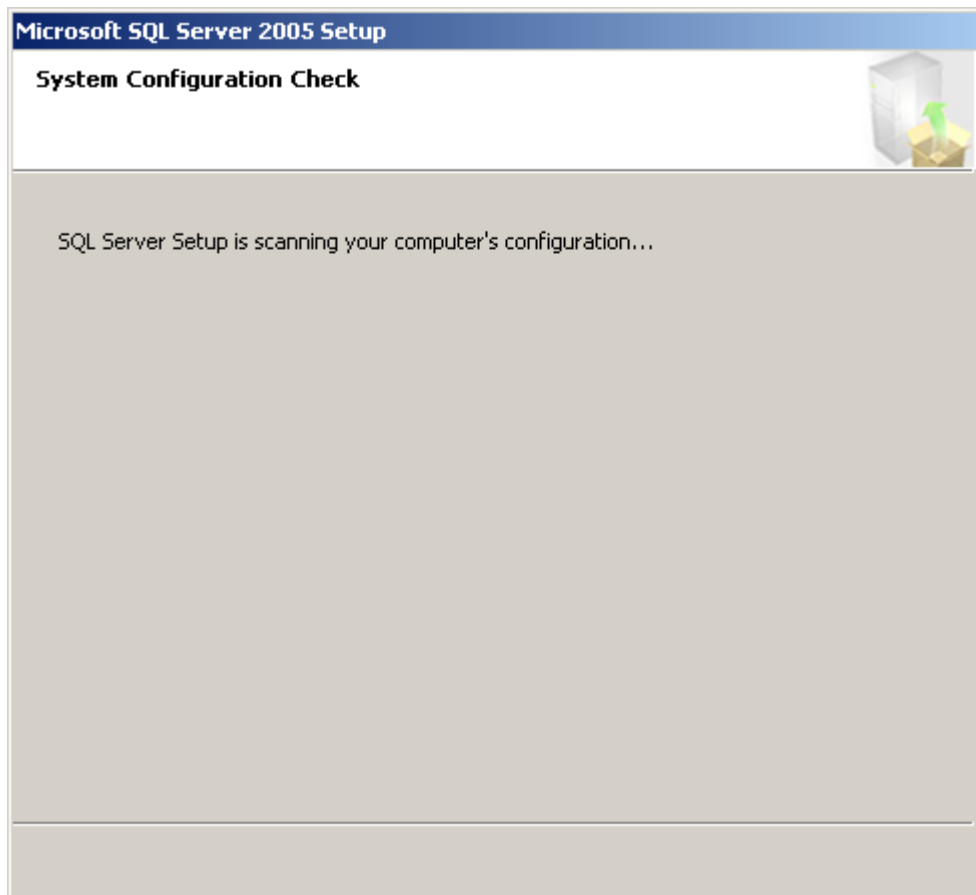 Microsoft SQL Server 2005 Setup
System Configuration Check
SQL Server Setup is scanning your computer's configuration...